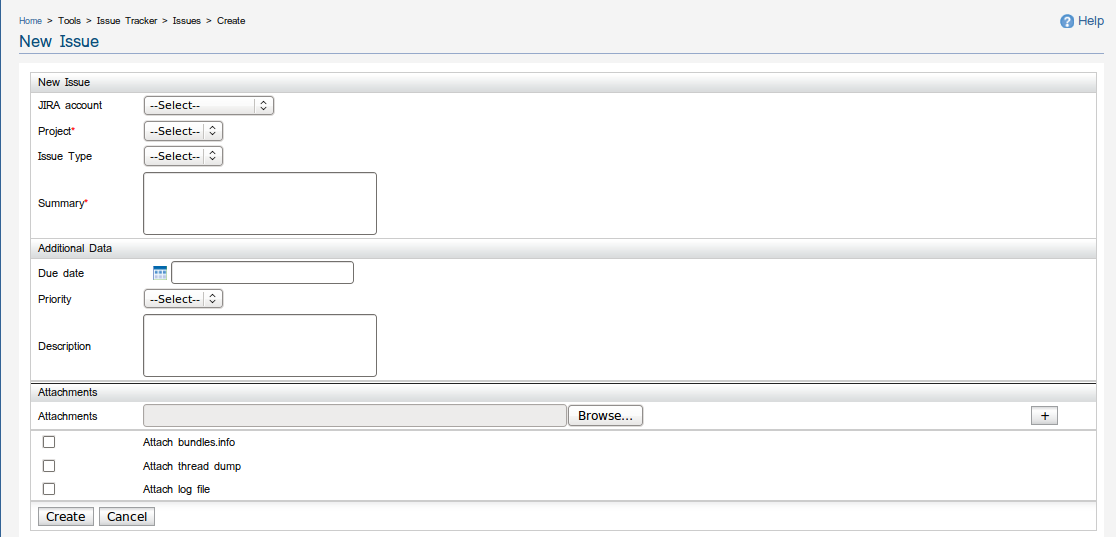 Home > Tools > Issue Tracker > Issues > Create
Help
New Issue
New Issue
JIRA account --Select--
Project* --Select--
Issue Type --Select--
Summary*
Additional Data
Due date
Priority --Select--
Description
Attachments
Attachments Browse... +
Attach bundles.info
Attach thread dump
Attach log file
Create Cancel